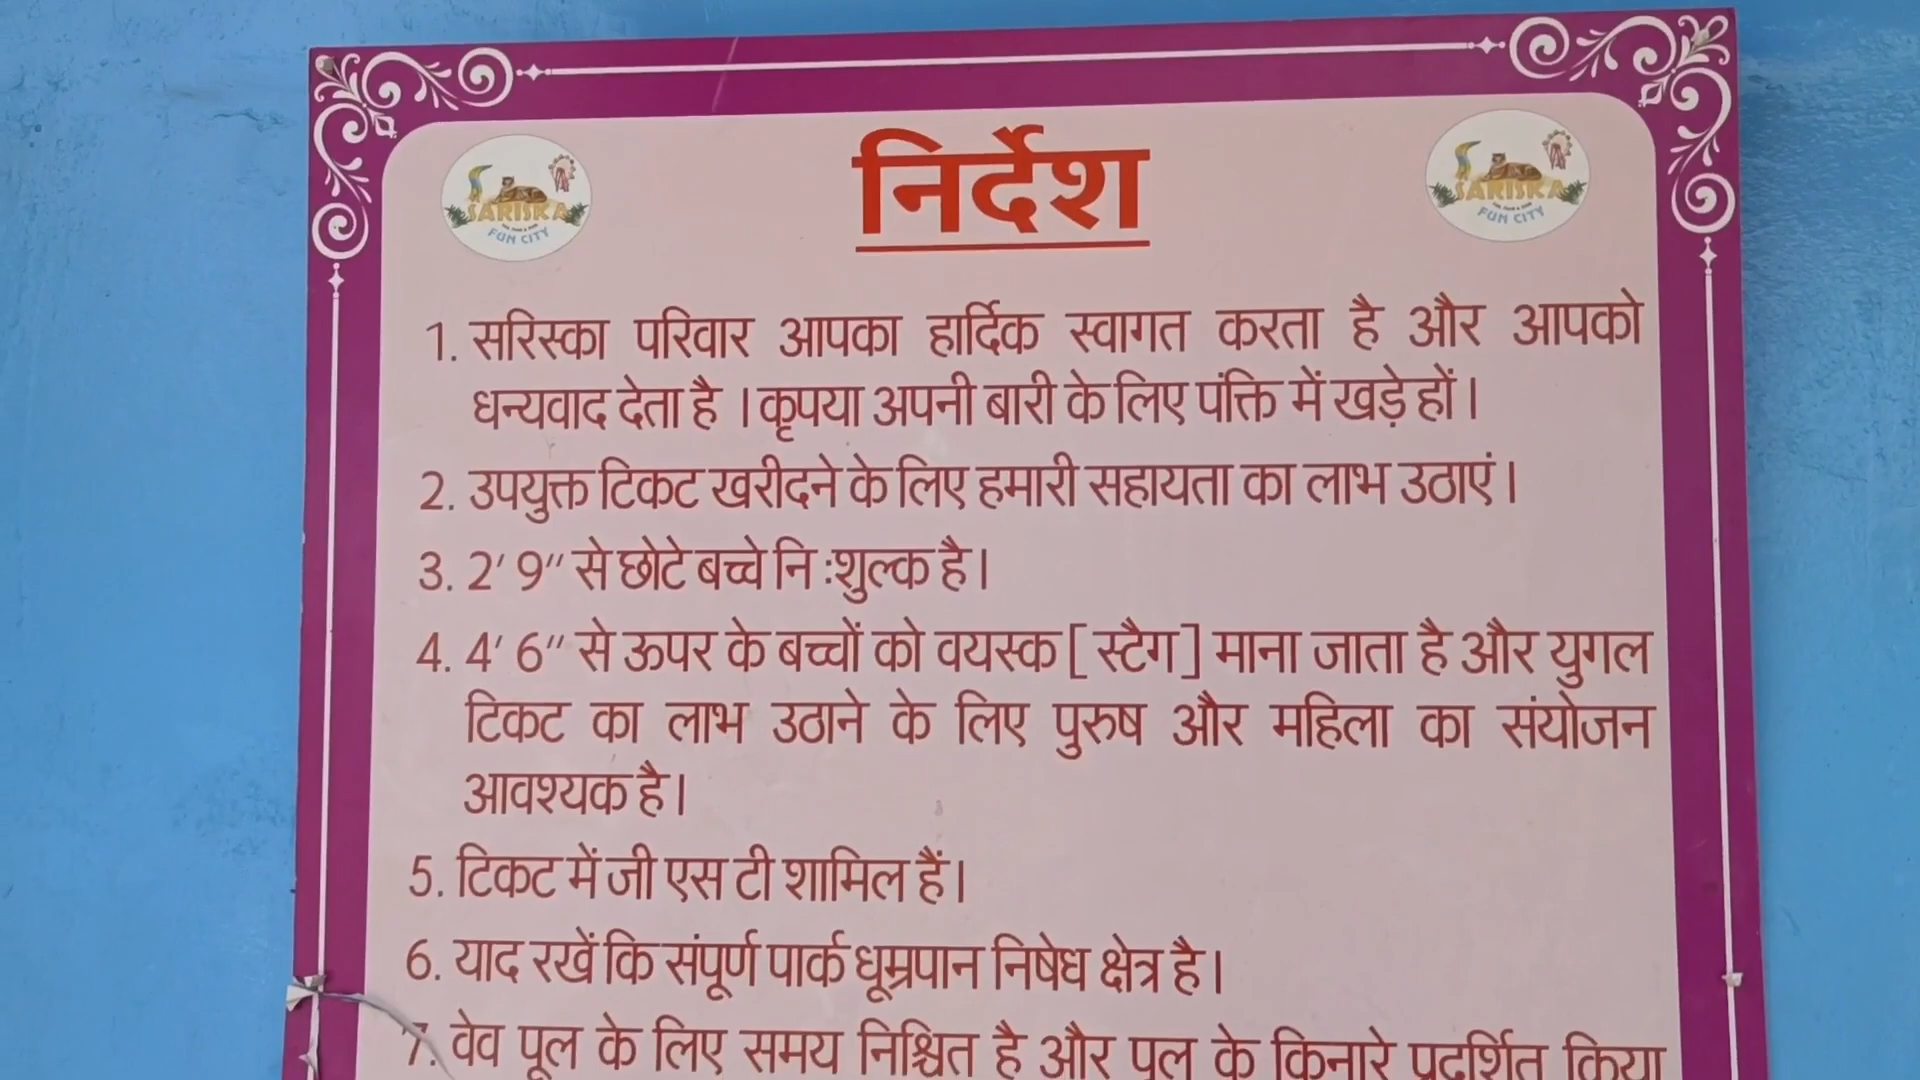 निर्देश
SARISKA
FUN CITY
SARISKA
FUN CITY
1. सरिस्का परिवार आपका हार्दिक स्वागत करता है और आपको
धन्यवाद देता है । कृपया अपनी बारी के लिए पंक्ति में खड़े हों।
2. उपयुक्त टिकट खरीदने के लिए हमारी सहायता का लाभ उठाएं।
3. 2' 9" से छोटे बच्चे नि :शुल्क है।
4. 4' 6" से ऊपर के बच्चों को वयस्क [ स्टैग ] माना जाता है और युगल
टिकट का लाभ उठाने के लिए पुरुष और महिला का संयोजन
आवश्यक है।
5. टिकट में जी एस टी शामिल हैं।
6. याद रखें कि संपूर्ण पार्क धूम्रपान निषेध क्षेत्र है।
7. वेव पूल के लिए समय निश्चित है और पूल के किनारे प्रदर्शित किया